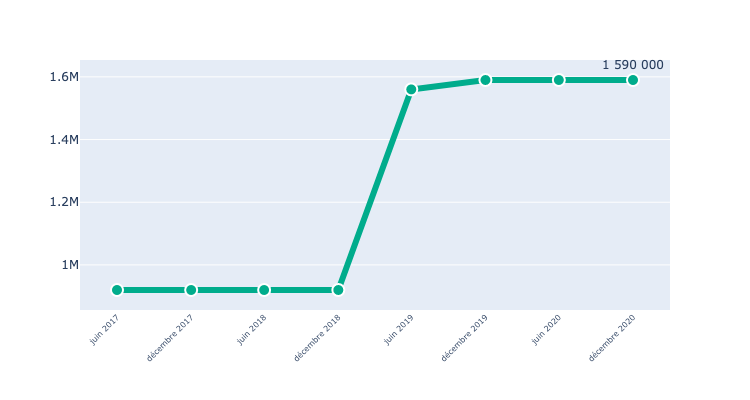 1 590 000
1.6M
1.4M
1.2M
1M
juin 2017
décembre 2017
juin 2018
décembre 2018
juin 2019
décembre 2019
juin 2020
décembre 2020